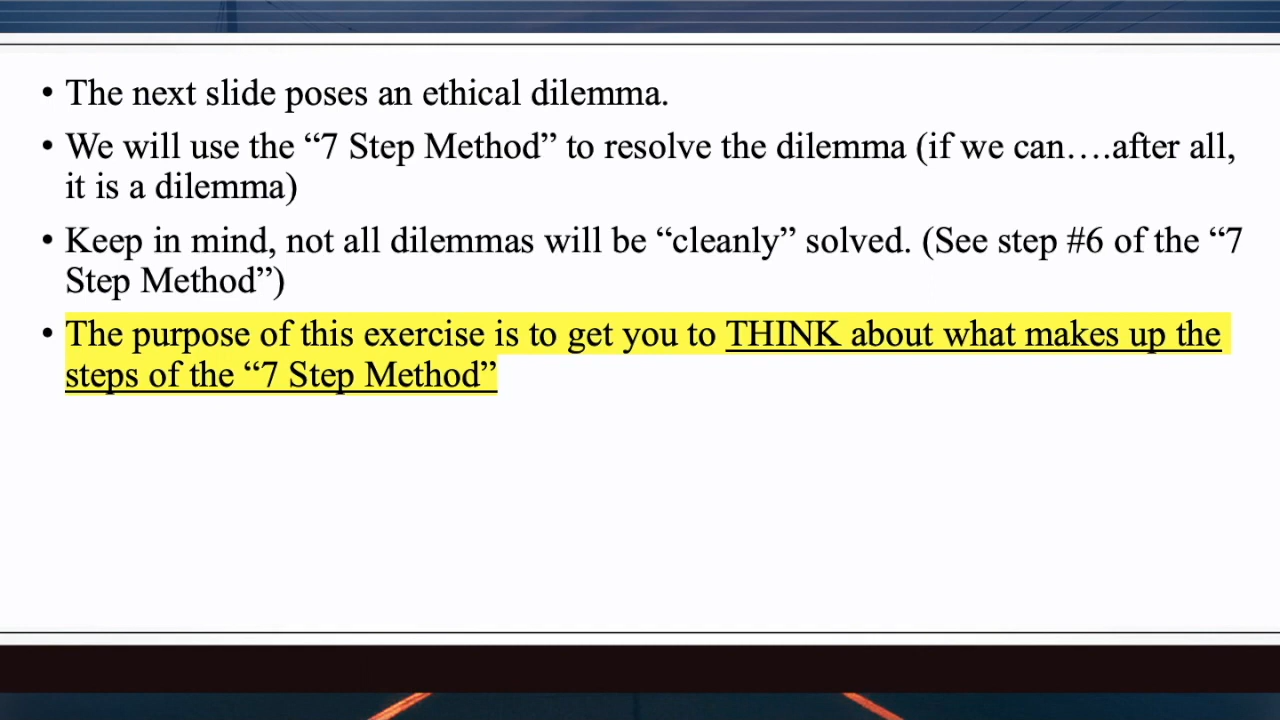 • The next slide poses an ethical dilemma.
• We will use the “7 Step Method” to resolve the dilemma (if we can….after all,
it is a dilemma)
• Keep in mind, not all dilemmas will be “cleanly” solved. (See step #6 of the “7
Step Method”)
• The purpose of this exercise is to get you to THINK about what makes up the
steps of the “7 Step Method”